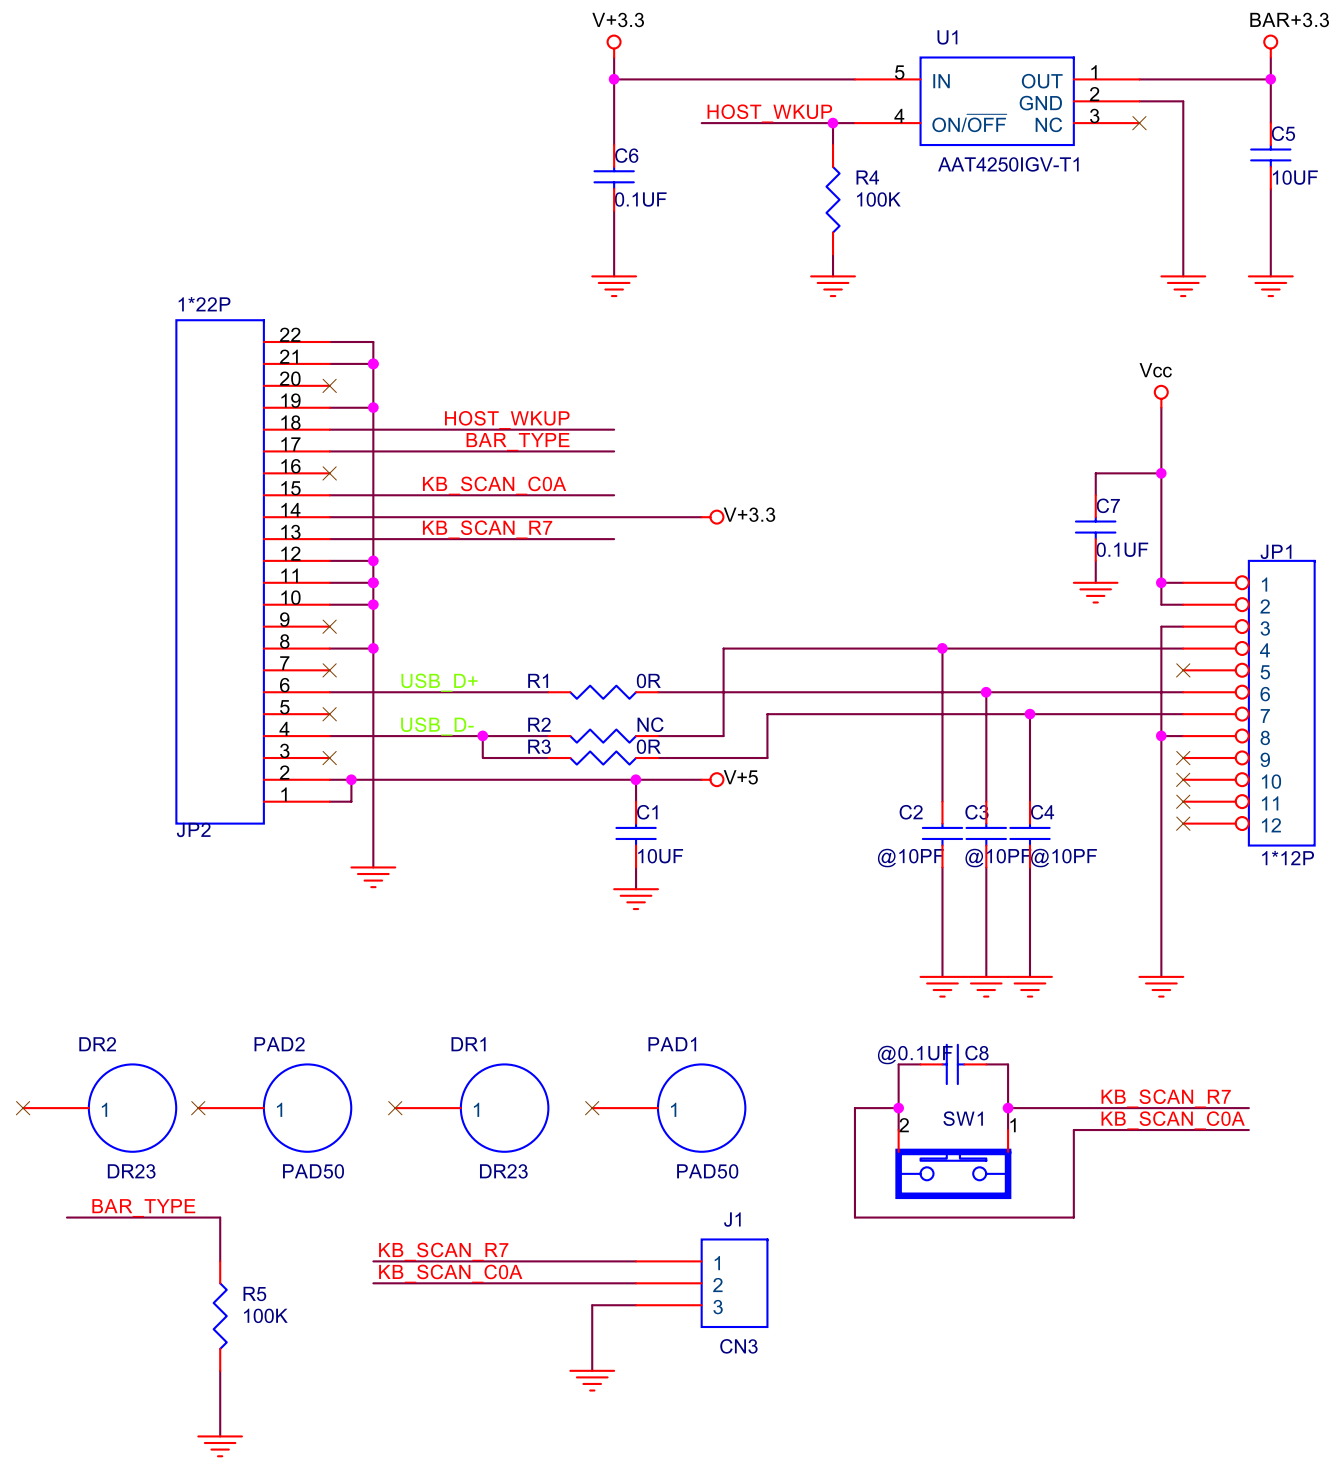 V+3.3
BAR+3.3
U1
5
IN
OUT
1
GND
2
HOST_WKUP
4
ON/OFF
NC
3
AAT4250IGV-T1
C6
0.1UF
R4
100K
C5
10UF
1*22P
22
21
20
19
18
HOST_WKUP
17
BAR_TYPE
16
15
KB_SCAN_C0A
14
V+3.3
13
KB_SCAN_R7
12
11
10
9
8
7
6
USB_D+
R1
0R
5
4
USB_D-
R2
NC
R3
0R
3
2
V+5
1
JP2
C1
10UF
Vcc
C7
0.1UF
JP1
1
2
3
4
5
6
7
8
9
10
11
12
1*12P
C2
@10PF
C3
@10PF
C4
@10PF
DR2
1
DR23
PAD2
1
PAD50
DR1
1
DR23
PAD1
1
PAD50
@0.1UF
C8
SW1
2
1
KB_SCAN_R7
KB_SCAN_C0A
BAR_TYPE
R5
100K
J1
KB_SCAN_R7
1
KB_SCAN_C0A
2
3
CN3